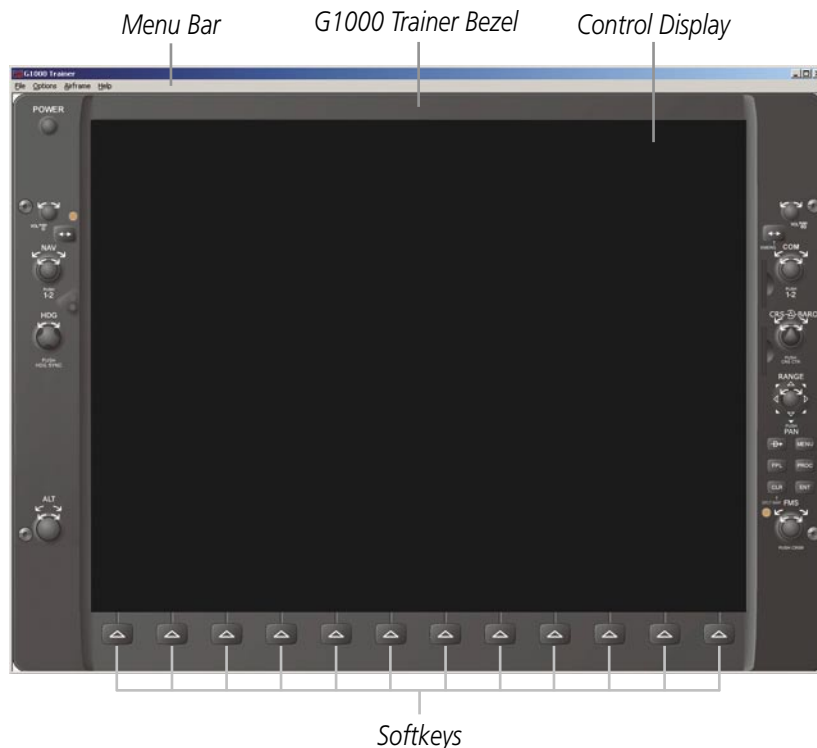 Menu Bar
G1000 Trainer Bezel
Control Display
G1000 Trainer
File Options Airframe Help
POWER
NAV
PUSH
1-2
HDG
PUSH
HDG SYNC
ALT
COM
PUSH
1-2
CRS BARO
PUSH
CRS CTR
RANGE
PUSH
PAN
D MENU
FPL PROC
CLR ENT
FMS
PUSH CRSR
Softkeys